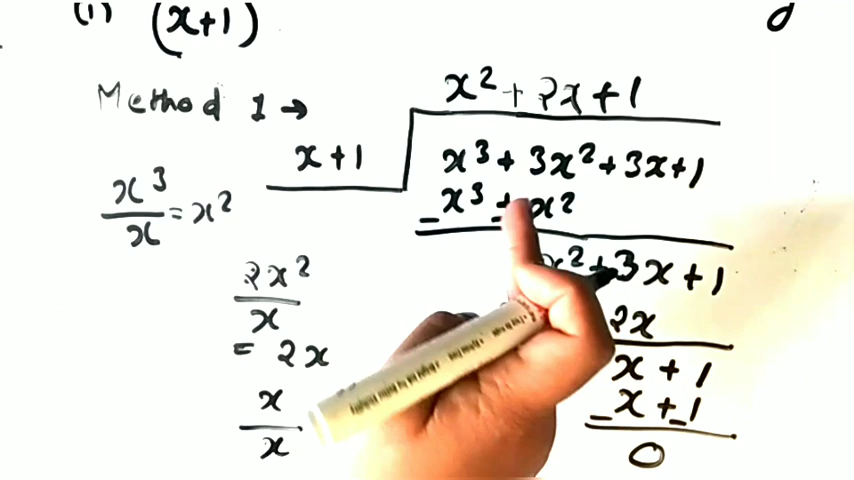 (i) (x+1)
Method 1 →
x² + 2x + 1
x + 1
x³ + 3x² + 3x + 1
x³/x = x²
- x³ + x²
x² + 3x + 1
2x²/x
= 2x
2x
x + 1
x/x
- x + 1
0